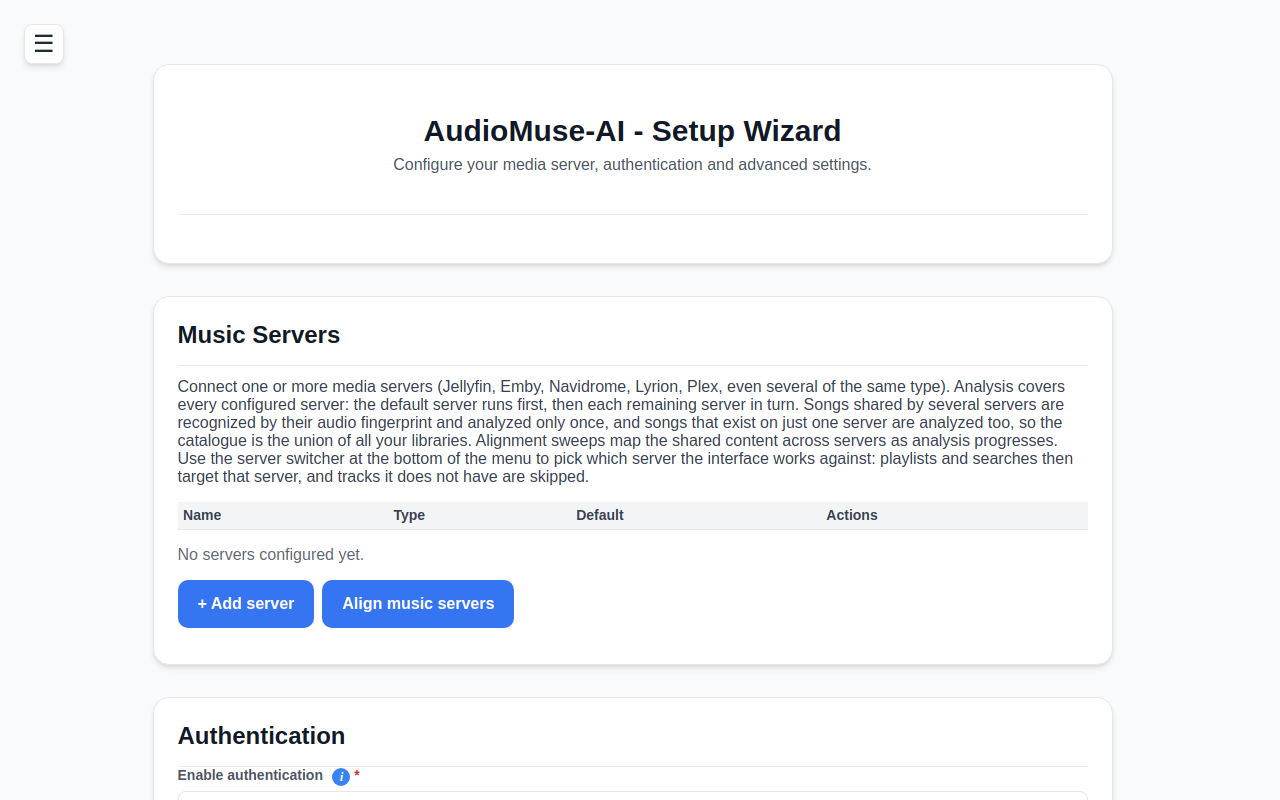 ☰
AudioMuse-AI - Setup Wizard
Configure your media server, authentication and advanced settings.
Music Servers
Connect one or more media servers (Jellyfin, Emby, Navidrome, Lyrion, Plex, even several of the same type). Analysis covers
every configured server: the default server runs first, then each remaining server in turn. Songs shared by several servers are
recognized by their audio fingerprint and analyzed only once, and songs that exist on just one server are analyzed too, so the
catalogue is the union of all your libraries. Alignment sweeps map the shared content across servers as analysis progresses.
Use the server switcher at the bottom of the menu to pick which server the interface works against: playlists and searches then
target that server, and tracks it does not have are skipped.
Name Type Default Actions
No servers configured yet.
+ Add server Align music servers
Authentication
Enable authentication i *